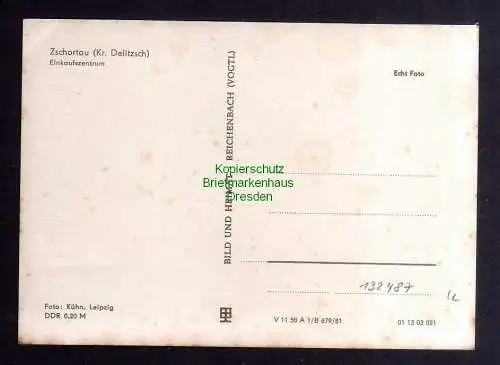 Zschortau (Kr. Delitzsch)
Einkaufszentrum
Echt Foto
BILD UND HEIMAT REICHENBACH (VOGTL)
Kopierschutz
Briefmarkenhaus
Dresden
132487
Foto: Kühn, Leipzig
DDR 0,20 M
V 11 50 A 1/B 679/81
01 13 03 021